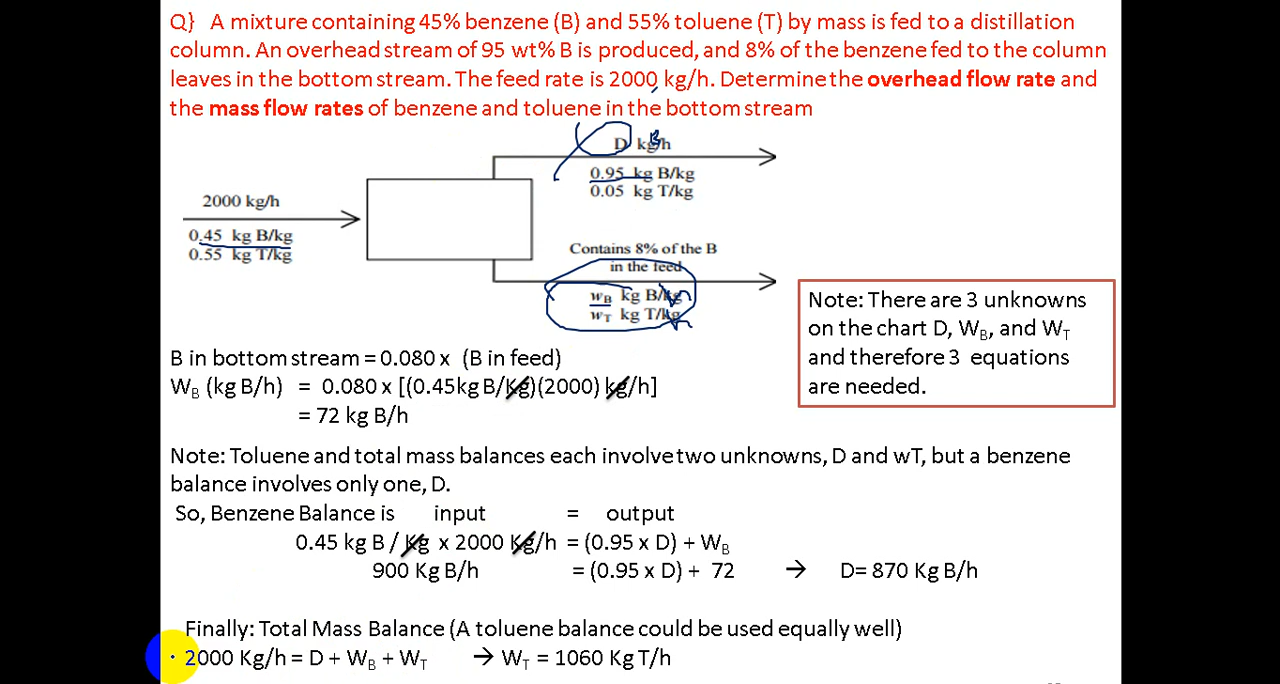 Q} A mixture containing 45% benzene (B) and 55% toluene (T) by mass is fed to a distillation
column. An overhead stream of 95 wt% B is produced, and 8% of the benzene fed to the column
leaves in the bottom stream. The feed rate is 2000 kg/h. Determine the overhead flow rate and
the mass flow rates of benzene and toluene in the bottom stream
D kg/h
0.95 kg B/kg
0.05 kg T/kg
2000 kg/h
0.45 kg B/kg
0.55 kg T/kg
Contains 8% of the B
in the feed
wB kg B/kg
wT kg T/kg
Note: There are 3 unknowns
on the chart D, WB, and WT
and therefore 3 equations
are needed.
B in bottom stream = 0.080 x (B in feed)
WB (kg B/h) = 0.080 x [(0.45kg B/Kg)(2000) kg/h]
= 72 kg B/h
Note: Toluene and total mass balances each involve two unknowns, D and wT, but a benzene
balance involves only one, D.
So, Benzene Balance is input = output
0.45 kg B / Kg x 2000 Kg/h = (0.95 x D) + WB
900 Kg B/h = (0.95 x D) + 72 → D= 870 Kg B/h
Finally: Total Mass Balance (A toluene balance could be used equally well)
· 2000 Kg/h = D + WB + WT → WT = 1060 Kg T/h